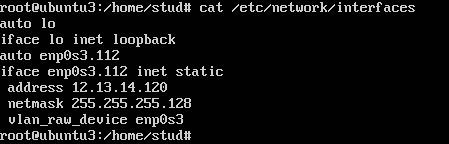 root@ubuntu3:/home/stud# cat /etc/network/interfaces
auto lo
iface lo inet loopback
auto enp0s3.112
iface enp0s3.112 inet static
 address 12.13.14.120
 netmask 255.255.255.128
 vlan_raw_device enp0s3
root@ubuntu3:/home/stud#